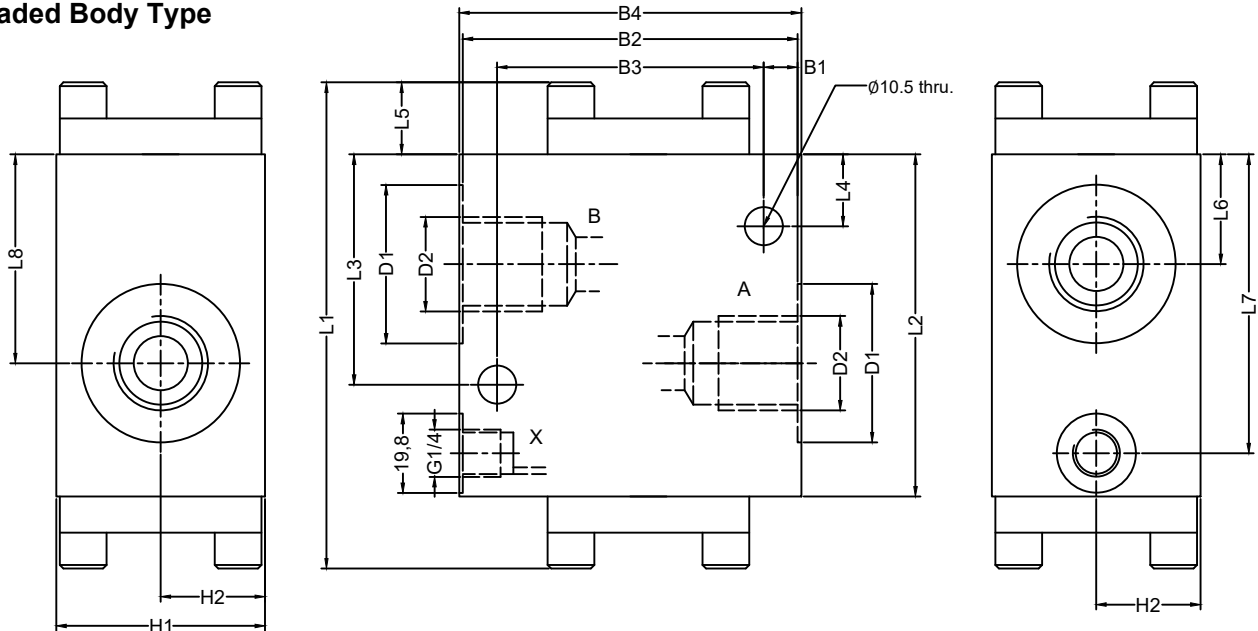 aded Body Type
B4
B2
B3
B1
Ø10.5 thru.
L5
L4
L6
L8
L3
D1
D2
B
L1
A
L2
L7
D2
D1
19,8
G1/4
X
H2
H1
H2